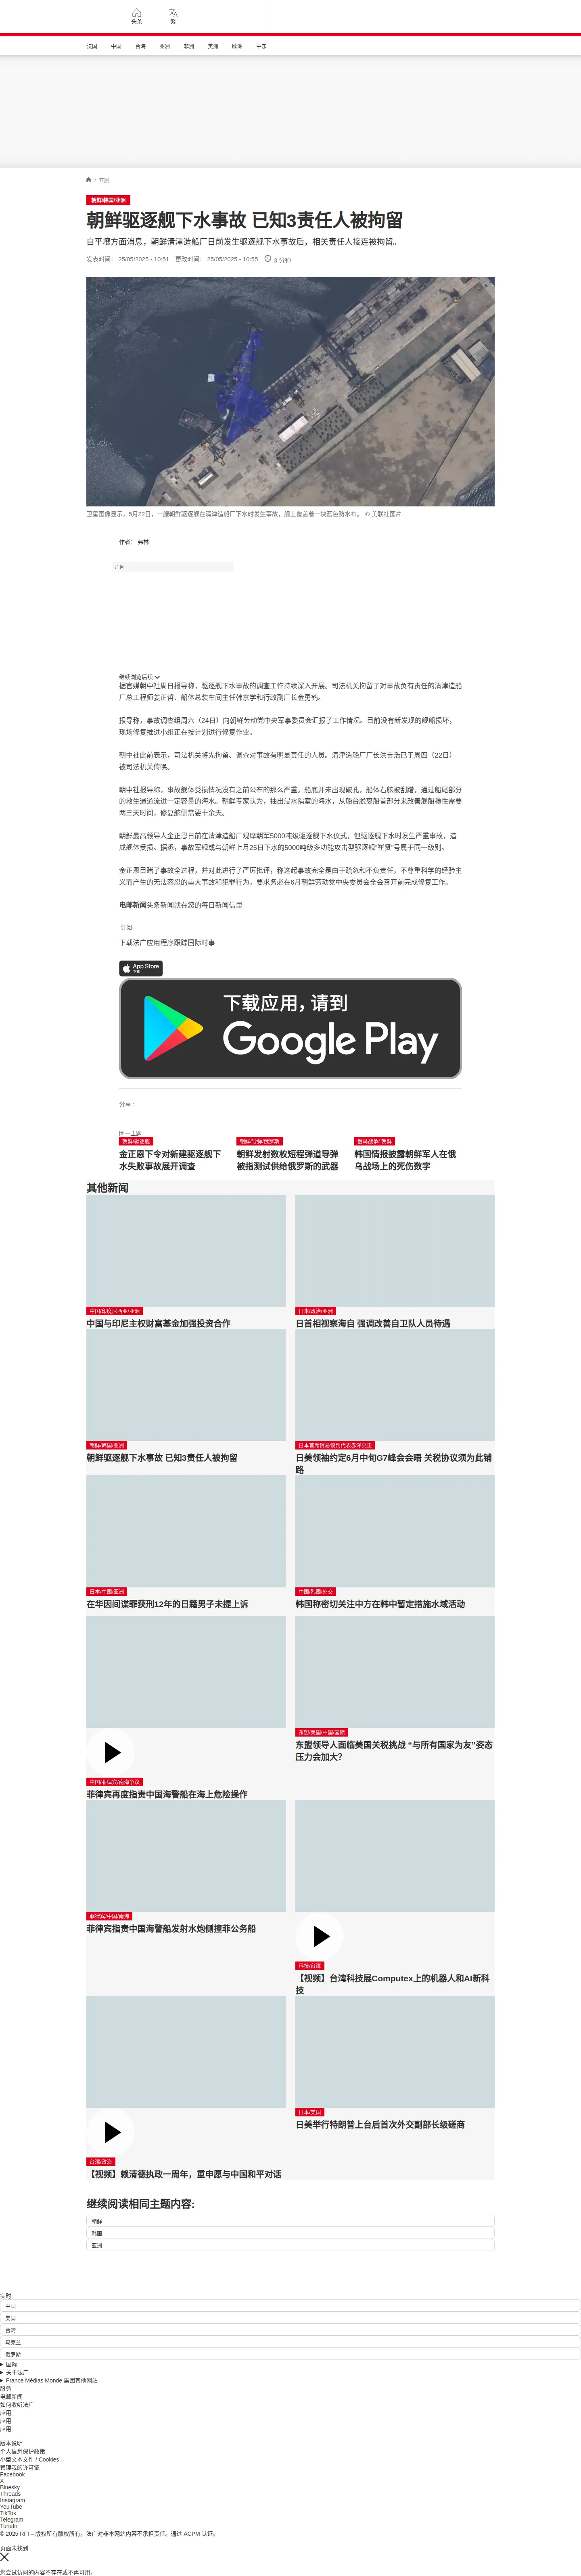 头条
繁
法国 中国 台海 亚洲 非洲 美洲 欧洲 中东
/ 亚洲
朝鲜/韩国/亚洲
朝鲜驱逐舰下水事故 已知3责任人被拘留
自平壤方面消息，朝鲜清津造船厂日前发生驱逐舰下水事故后，相关责任人接连被拘留。
发表时间： 25/05/2025 - 10:51 更改时间： 25/05/2025 - 10:55 3 分钟
卫星图像显示，5月22日，一艘朝鲜驱逐舰在清津造船厂下水时发生事故，舰上覆盖着一块蓝色防水布。 © 美联社图片
作者： 弗林
广告
继续浏览后续
据官媒朝中社周日报导称，驱逐舰下水事故的调查工作持续深入开展。司法机关拘留了对事故负有责任的清津造船
厂总工程师姜正哲、船体总装车间主任韩京学和行政副厂长金勇鹤。
报导称，事故调查组周六（24日）向朝鲜劳动党中央军事委员会汇报了工作情况。目前没有新发现的舰船损坏，
现场修复推进小组正在按计划进行修复作业。
朝中社此前表示，司法机关将先拘留、调查对事故有明显责任的人员。清津造船厂厂长洪吉浩已于周四（22日）
被司法机关传唤。
朝中社报导称，事故舰体受损情况没有之前公布的那么严重。船底并未出现破孔，船体右舷被刮蹭，通过船尾部分
的救生通道流进一定容量的海水。朝鲜专家认为，抽出浸水隔室的海水，从船台脱离船首部分来改善舰船稳性需要
两三天时间，修复舷侧需要十余天。
朝鲜最高领导人金正恩日前在清津造船厂观摩朝军5000吨级驱逐舰下水仪式，但驱逐舰下水时发生严重事故，造
成舰体受损。据悉，事故军舰或与朝鲜上月25日下水的5000吨级多功能攻击型驱逐舰“崔贤”号属于同一级别。
金正恩目睹了事故全过程，并对此进行了严厉批评，称这起事故完全是由于疏忽和不负责任，不尊重科学的经验主
义而产生的无法容忍的重大事故和犯罪行为，要求务必在6月朝鲜劳动党中央委员会全会召开前完成修复工作。
电邮新闻头条新闻就在您的每日新闻信里
订阅
下载法广应用程序跟踪国际时事
App Store
下载
下载应用，请到
Google Play
分享 :
同一主题
朝鲜/驱逐舰
金正恩下令对新建驱逐舰下
水失败事故展开调查
朝鲜/导弹/俄罗斯
朝鲜发射数枚短程弹道导弹
被指测试供给俄罗斯的武器
俄乌战争/ 朝鲜
韩国情报披露朝鲜军人在俄
乌战场上的死伤数字
其他新闻
中国/印度尼西亚/亚洲
中国与印尼主权财富基金加强投资合作
日本/政治/亚洲
日首相视察海自 强调改善自卫队人员待遇
朝鲜/韩国/亚洲
朝鲜驱逐舰下水事故 已知3责任人被拘留
日本首席贸易谈判代表赤泽亮正
日美领袖约定6月中旬G7峰会会晤 关税协议须为此铺
路
日本/中国/亚洲
在华因间谍罪获刑12年的日籍男子未提上诉
中国/韩国/外交
韩国称密切关注中方在韩中暂定措施水域活动
中国/菲律宾/南海争议
菲律宾再度指责中国海警船在海上危险操作
东盟/美国/中国/国际
东盟领导人面临美国关税挑战 “与所有国家为友”姿态
压力会加大?
菲律宾/中国/南海
菲律宾指责中国海警船发射水炮侧撞菲公务船
科技/台湾
【视频】台湾科技展Computex上的机器人和AI新科
技
台湾/政治
【视频】赖清德执政一周年，重申愿与中国和平对话
日本/美国
日美举行特朗普上台后首次外交副部长级磋商
继续阅读相同主题内容:
朝鲜
韩国
亚洲
实时
中国
美国
台湾
乌克兰
俄罗斯
国际
关于法广
France Médias Monde 集团其他网站
服务
电邮新闻
如何收听法广
应用
应用
应用
版本说明
个人信息保护政策
小型文本文件 / Cookies
管理我的许可证
Facebook
X
Bluesky
Threads
Instagram
YouTube
TikTok
Telegram
TuneIn
© 2025 RFI – 版权所有版权所有。法广对非本网站内容不承担责任。通过 ACPM 认证。
页面未找到
您尝试访问的内容不存在或不再可用。